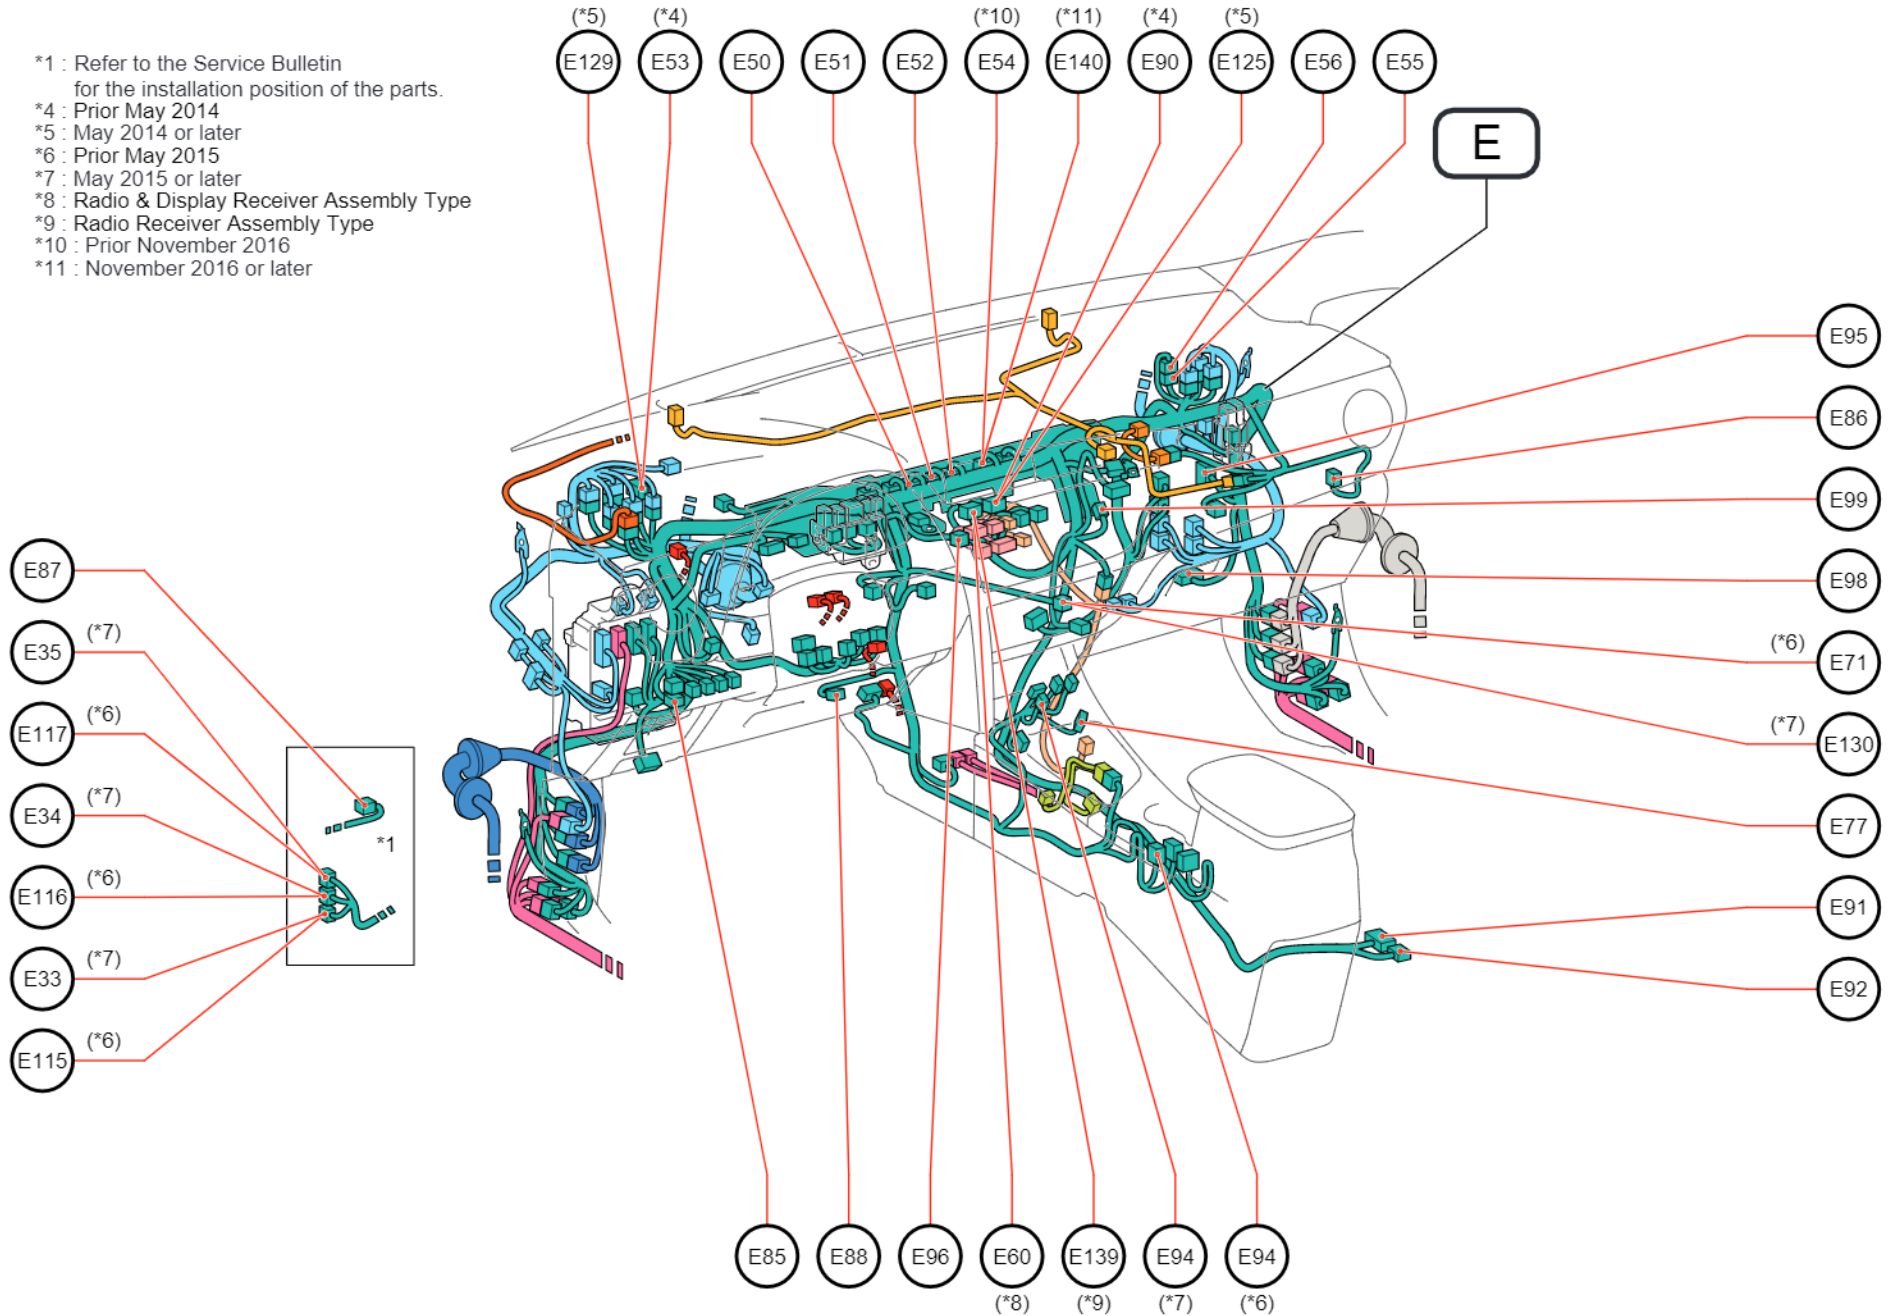 (*5) (*4) (*10) (*11) (*4) (*5)
E129 E53 E50 E51 E52 E54 E140 E90 E125 E56 E55
*1 : Refer to the Service Bulletin
for the installation position of the parts.
*4 : Prior May 2014
*5 : May 2014 or later
*6 : Prior May 2015
*7 : May 2015 or later
*8 : Radio & Display Receiver Assembly Type
*9 : Radio Receiver Assembly Type
*10 : Prior November 2016
*11 : November 2016 or later
E
E95
E86
E99
E87
E98
E35 (*7)
(*6) E71
E117 (*6)
(*7) E130
E34 (*7)
E77
*1
E116 (*6)
E91
E33 (*7)
E92
E115 (*6)
E85 E88 E96 E60 E139 E94 E94
(*8) (*9) (*7) (*6)